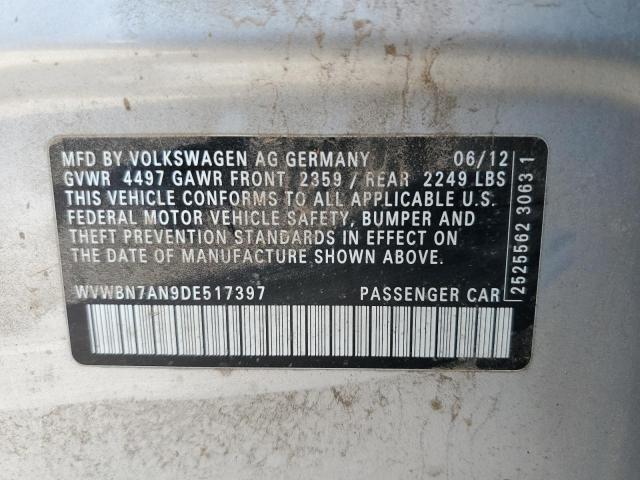 MFD BY VOLKSWAGEN AG GERMANY 06/12
GVWR 4497 GAWR FRONT 2359 / REAR 2249 LBS
THIS VEHICLE CONFORMS TO ALL APPLICABLE U.S.
FEDERAL MOTOR VEHICLE SAFETY, BUMPER AND
THEFT PREVENTION STANDARDS IN EFFECT ON
THE DATE OF MANUFACTURE SHOWN ABOVE.
WVWBN7AN9DE517397 PASSENGER CAR
2525562 3063 1